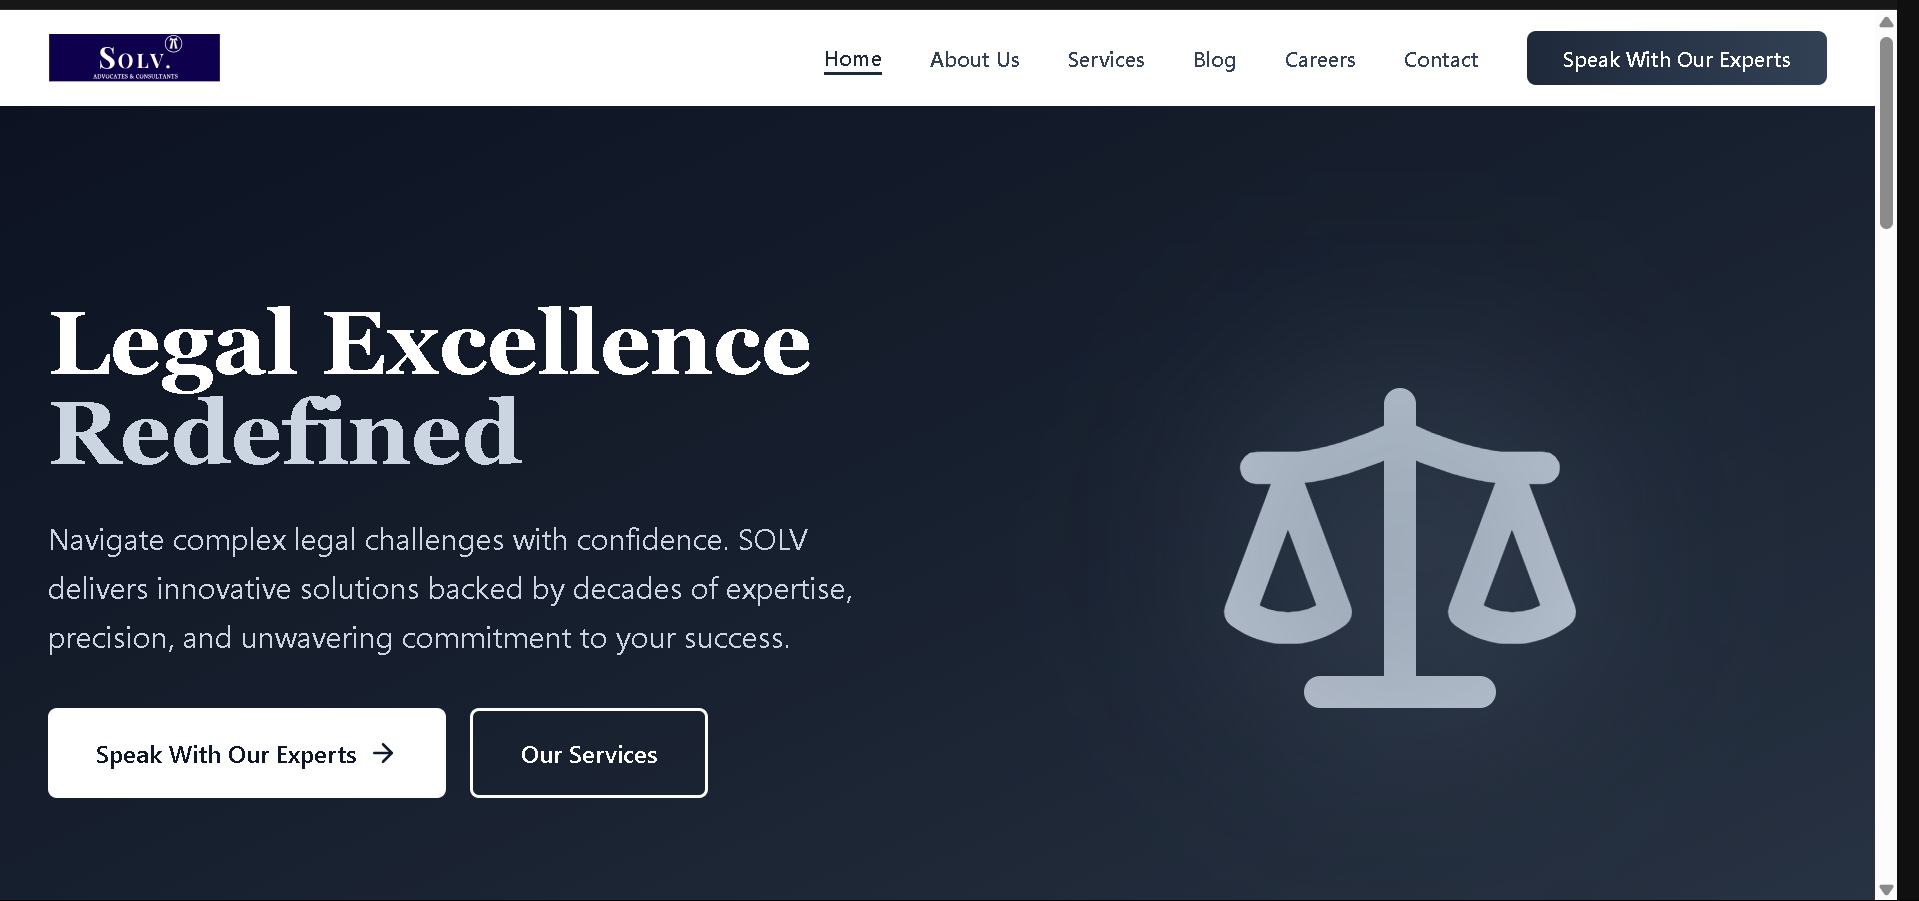 SOLV.
ADVOCATES & CONSULTANTS
Home
About Us
Services
Blog
Careers
Contact
Speak With Our Experts
Legal Excellence
Redefined
Navigate complex legal challenges with confidence. SOLV
delivers innovative solutions backed by decades of expertise,
precision, and unwavering commitment to your success.
Speak With Our Experts →
Our Services